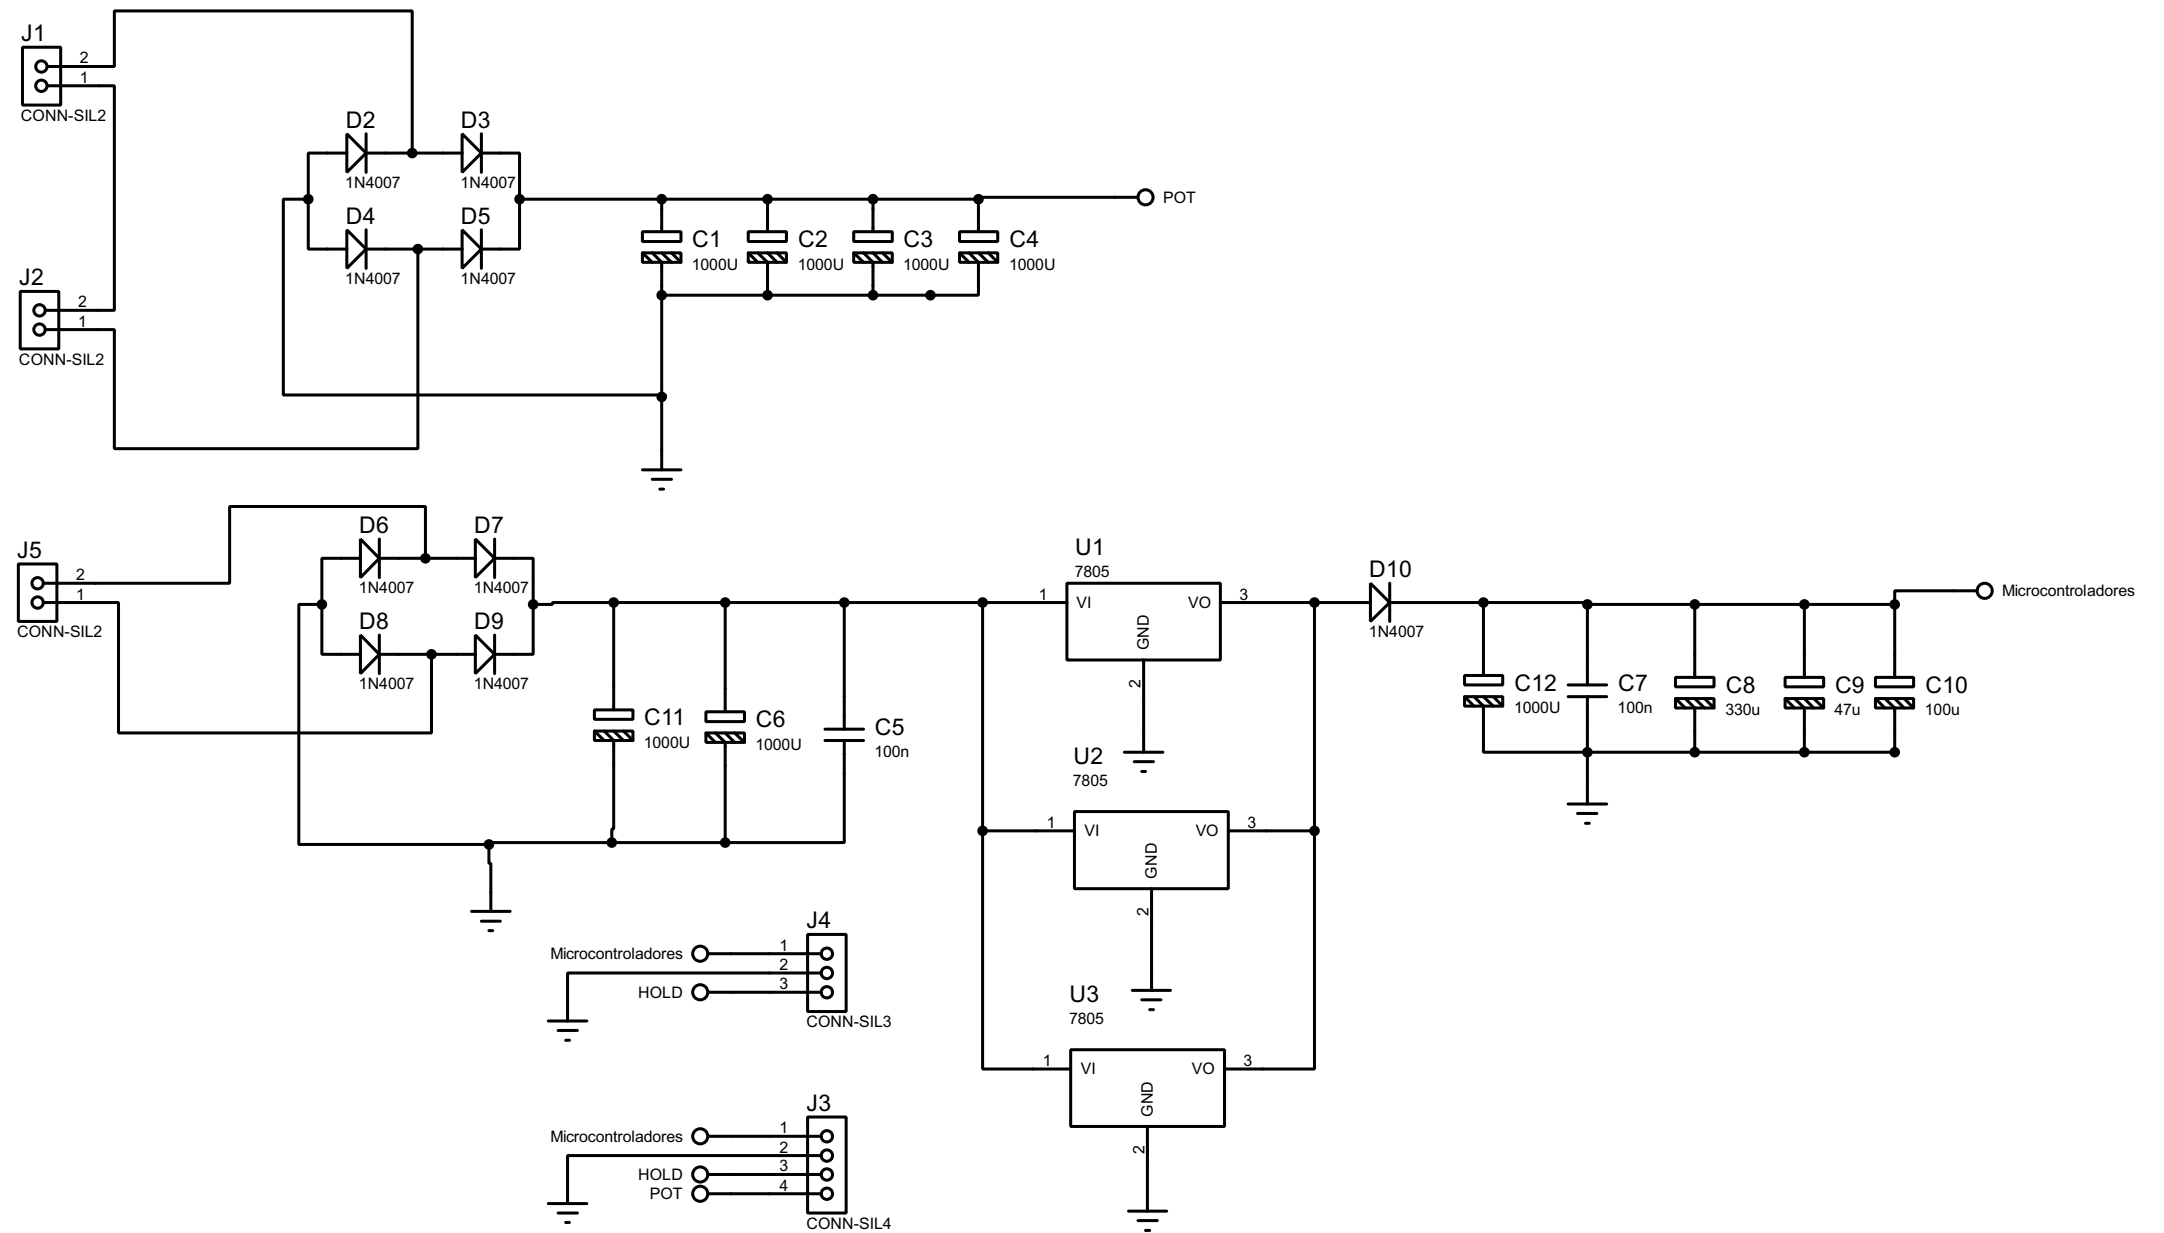 J1
2
1
CONN-SIL2
D2
1N4007
D3
1N4007
D4
1N4007
D5
1N4007
C1
1000U
C2
1000U
C3
1000U
C4
1000U
POT
J2
2
1
CONN-SIL2
J5
2
1
CONN-SIL2
D6
1N4007
D7
1N4007
D8
1N4007
D9
1N4007
C11
1000U
C6
1000U
C5
100n
U1
7805
1
VI
VO
3
GND
2
U2
7805
1
VI
VO
3
GND
2
U3
7805
1
VI
VO
3
GND
2
D10
1N4007
C12
1000U
C7
100n
C8
330u
C9
47u
C10
100u
Microcontroladores
J4
Microcontroladores
1
2
HOLD
3
CONN-SIL3
J3
Microcontroladores
1
2
HOLD
3
POT
4
CONN-SIL4